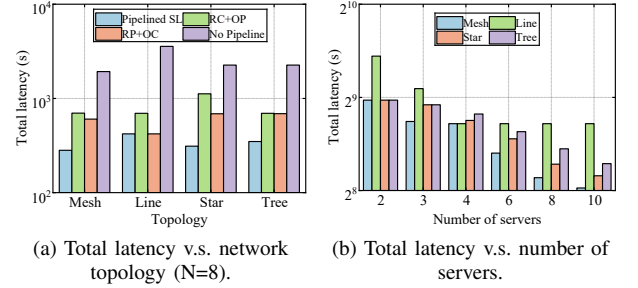 Pipelined SL
RC+OP
RP+OC
No Pipeline
10^4
10^3
10^2
Total latency (s)
Mesh
Line
Star
Tree
Topology
(a) Total latency v.s. network
topology (N=8).
Mesh
Line
Star
Tree
2^10
2^9
2^8
Total latency (s)
2
3
4
6
8
10
Number of servers
(b) Total latency v.s. number of
servers.